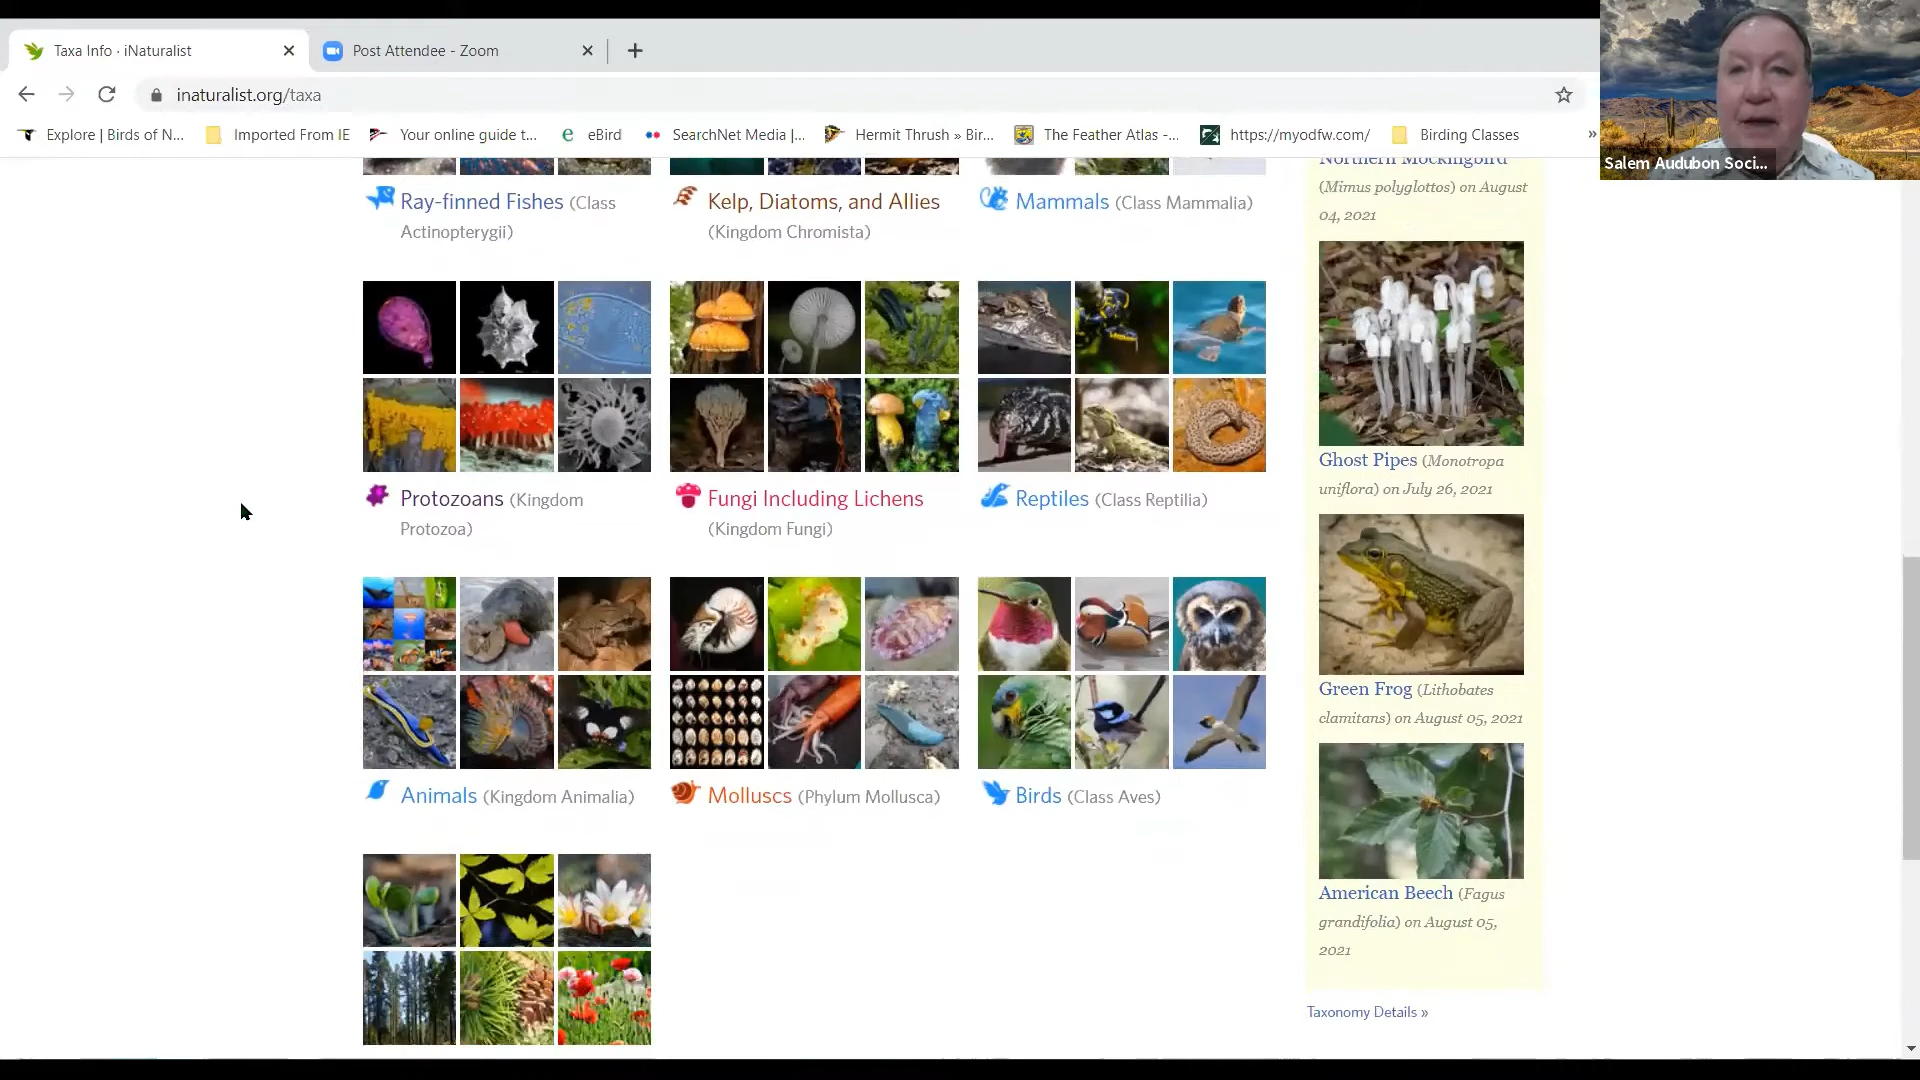 Taxa Info · iNaturalist
Post Attendee - Zoom
inaturalist.org/taxa
Explore | Birds of N...
Imported From IE
Your online guide t...
eBird
SearchNet Media |...
Hermit Thrush » Bir...
The Feather Atlas -...
https://myodfw.com/
Birding Classes
»
Salem Audubon Soci...
Ray-finned Fishes (Class
Actinopterygii)
Kelp, Diatoms, and Allies
(Kingdom Chromista)
Mammals (Class Mammalia)
Protozoans (Kingdom
Protozoa)
Fungi Including Lichens
(Kingdom Fungi)
Reptiles (Class Reptilia)
Animals (Kingdom Animalia)
Molluscs (Phylum Mollusca)
Birds (Class Aves)
Northern Mockingbird
(Mimus polyglottos) on August
04, 2021
Ghost Pipes (Monotropa
uniflora) on July 26, 2021
Green Frog (Lithobates
clamitans) on August 05, 2021
American Beech (Fagus
grandifolia) on August 05,
2021
Taxonomy Details »